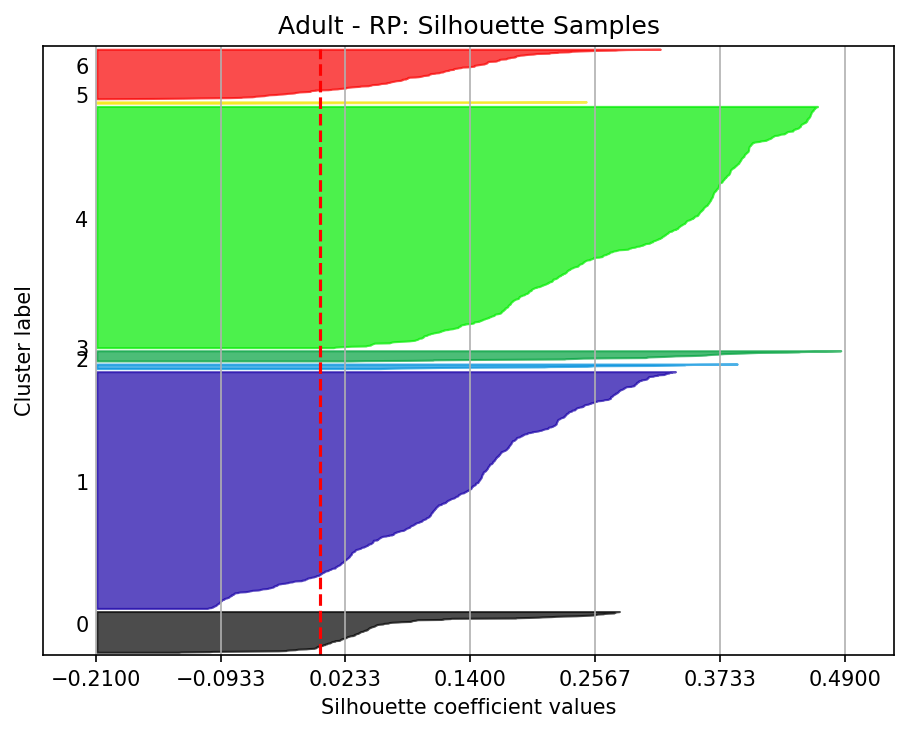 Adult - RP: Silhouette Samples
6
5
4
3
2
1
0
Cluster label
−0.2100 −0.0933 0.0233 0.1400 0.2567 0.3733 0.4900
Silhouette coefficient values